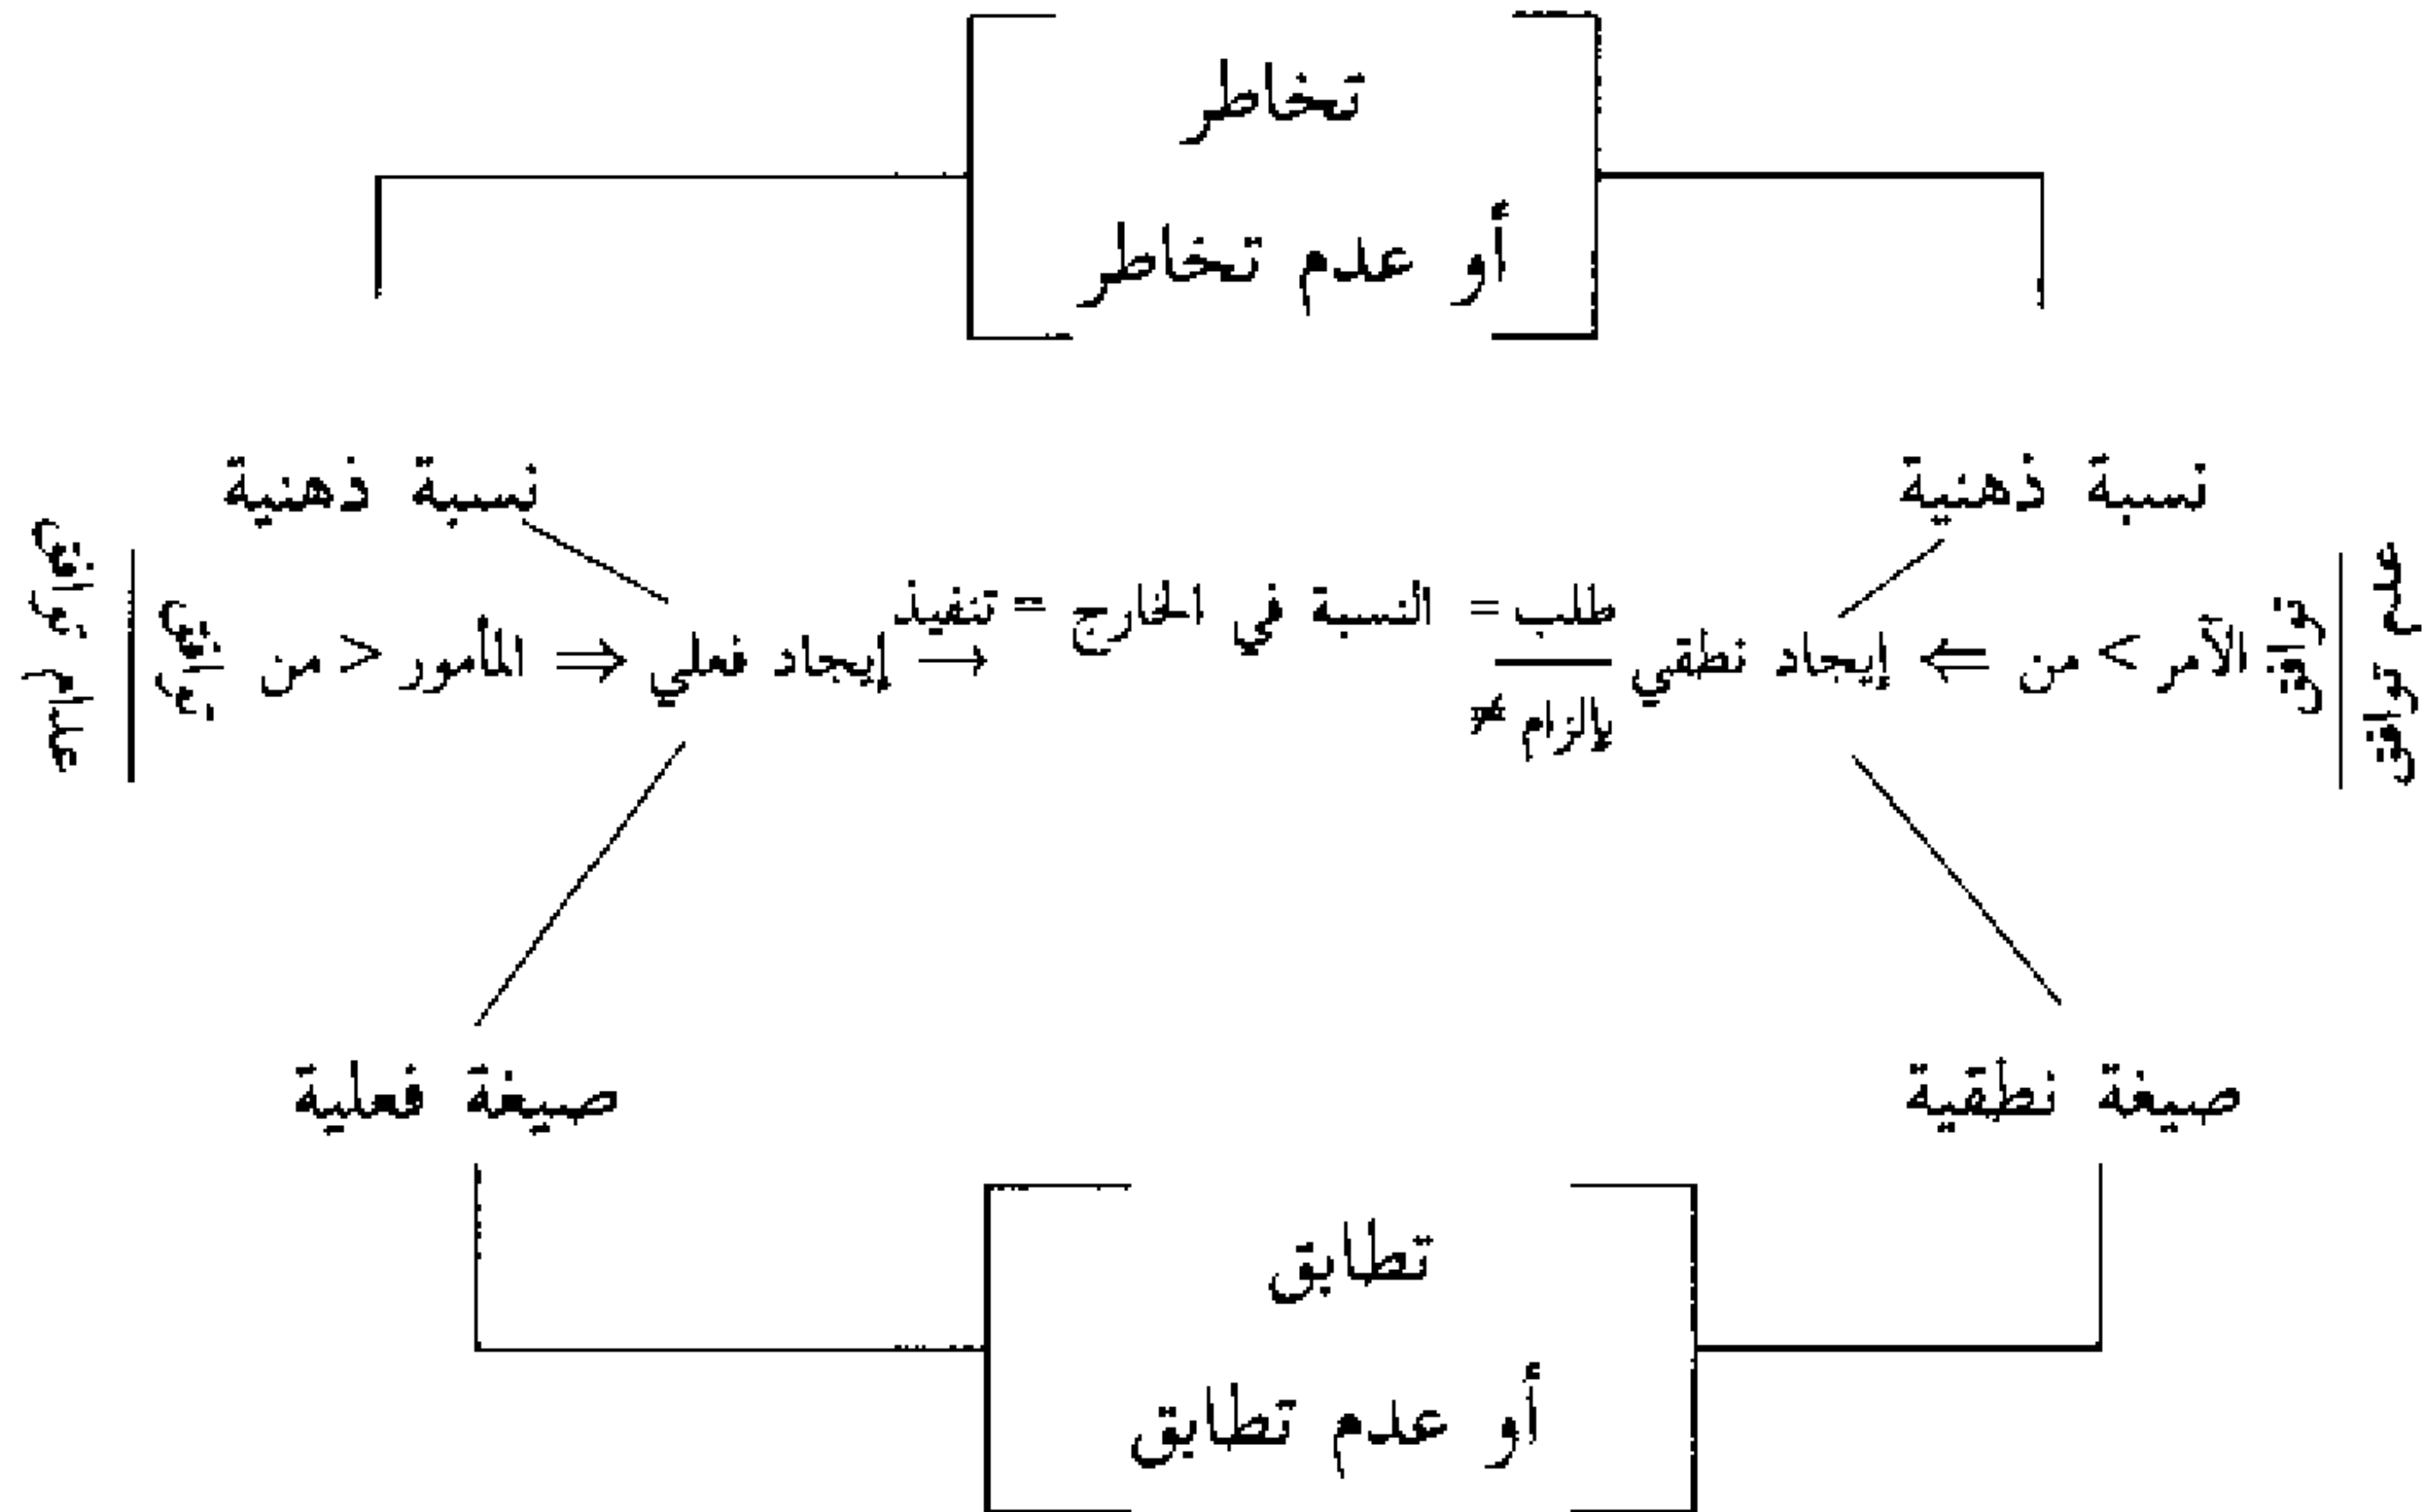 تخاطر
أو عدم تخاطر
نسبة ذهنية
نسبة ذهنية
الآمر > من ⇐ إيجاد نطقي
طلب = النسبة في الخارج = تنفيذ
بإلزام ≠
→ إيجاد فعلي ⇒ المأمور < من
صيغة نطقية
صيغة فعلية
تطابق
أو عدم تطابق